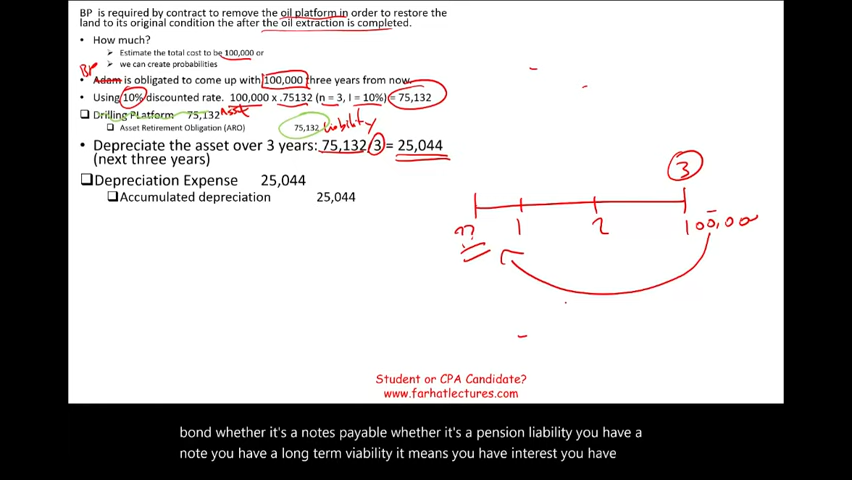 BP is required by contract to remove the oil platform in order to restore the
land to its original condition the after the oil extraction is completed.
• How much?
➢ Estimate the total cost to be 100,000 or
➢ we can create probabilities
BP
• Adam is obligated to come up with 100,000 three years from now.
• Using 10% discounted rate. 100,000 x .75132 (n = 3, I = 10%) = 75,132
❑ Drilling PLatform 75,132 Asset
❑ Asset Retirement Obligation (ARO) 75,132 Liability
• Depreciate the asset over 3 years: 75,132/3 = 25,044
(next three years)
❑Depreciation Expense 25,044
❑Accumulated depreciation 25,044
3
?? 1 2 100,000
Student or CPA Candidate?
www.farhatlectures.com
bond whether it's a notes payable whether it's a pension liability you have a
note you have a long term viability it means you have interest you have